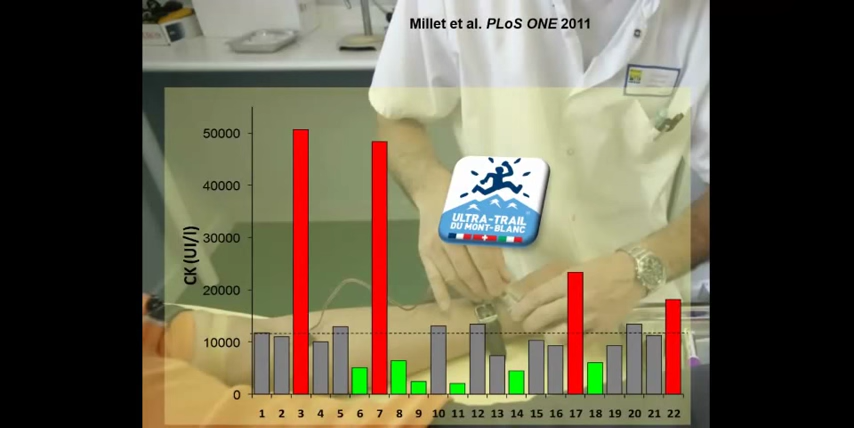 Millet et al. PLoS ONE 2011
50000
40000
30000
20000
10000
0
CK (UI/l)
ULTRA-TRAIL
DU MONT-BLANC
1 2 3 4 5 6 7 8 9 10 11 12 13 14 15 16 17 18 19 20 21 22